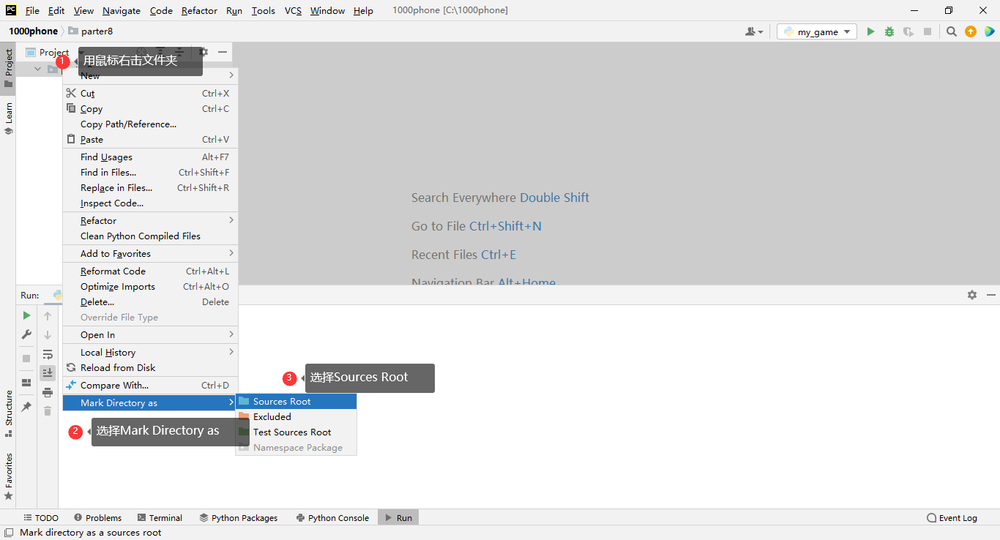 PC File Edit View Navigate Code Refactor Run Tools VCS Window Help 1000phone [C:\1000phone]
1000phone parter8 my_game
Project
Project
1 用鼠标右击文件夹
New
Cut Ctrl+X
Learn
Copy Ctrl+C
Copy Path/Reference...
Paste Ctrl+V
Find Usages Alt+F7
Find in Files... Ctrl+Shift+F
Replace in Files... Ctrl+Shift+R
Inspect Code...
Refactor
Clean Python Compiled Files
Add to Favorites
Reformat Code Ctrl+Alt+L
Optimize Imports Ctrl+Alt+O
Delete... Delete
Override File Type
Open In
Local History
Reload from Disk
Compare With... Ctrl+D
Mark Directory as
Search Everywhere Double Shift
Go to File Ctrl+Shift+N
Recent Files Ctrl+E
Navigation Bar Alt+Home
Run:
3 选择Sources Root
Sources Root
Excluded
Test Sources Root
Namespace Package
2 选择Mark Directory as
Structure
Favorites
TODO Problems Terminal Python Packages Python Console Run Event Log
Mark directory as a sources root